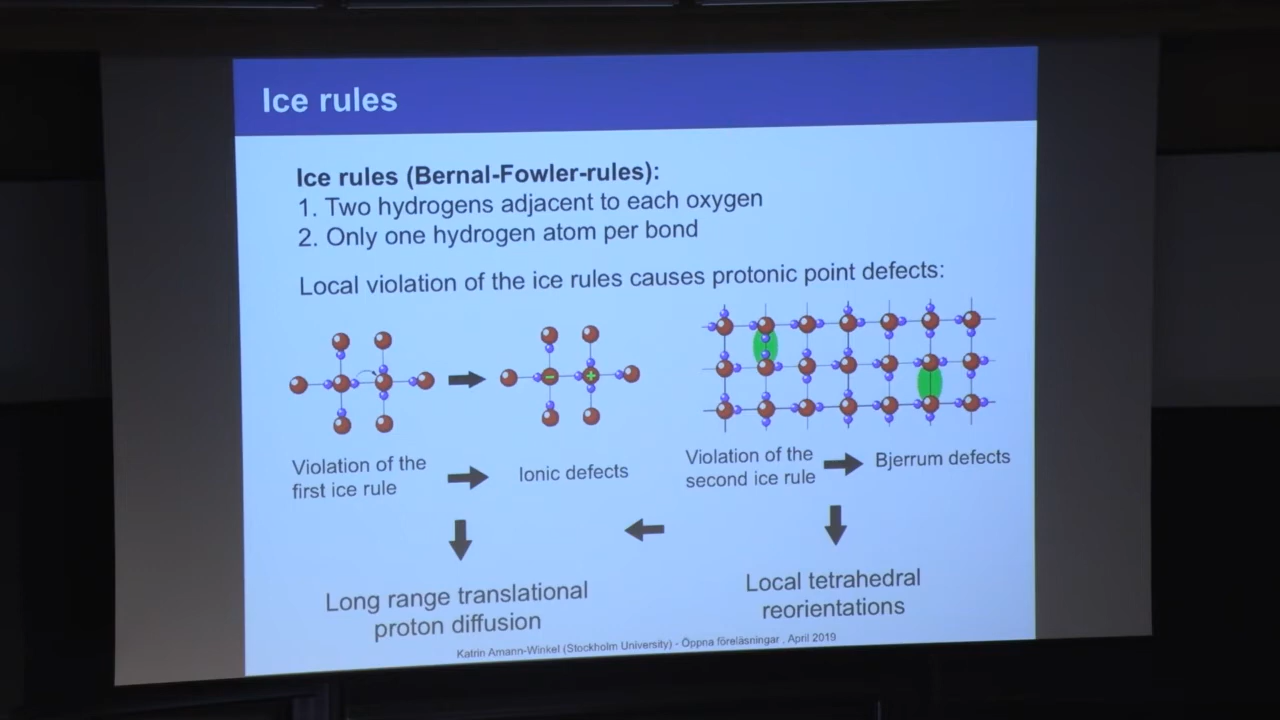 Ice rules
Ice rules (Bernal-Fowler-rules):
1. Two hydrogens adjacent to each oxygen
2. Only one hydrogen atom per bond
Local violation of the ice rules causes protonic point defects:
−
+
Violation of the
first ice rule
Ionic defects
Violation of the
second ice rule
Bjerrum defects
Long range translational
proton diffusion
Local tetrahedral
reorientations
Katrin Amann-Winkel (Stockholm University) - Öppna föreläsningar , April 2019